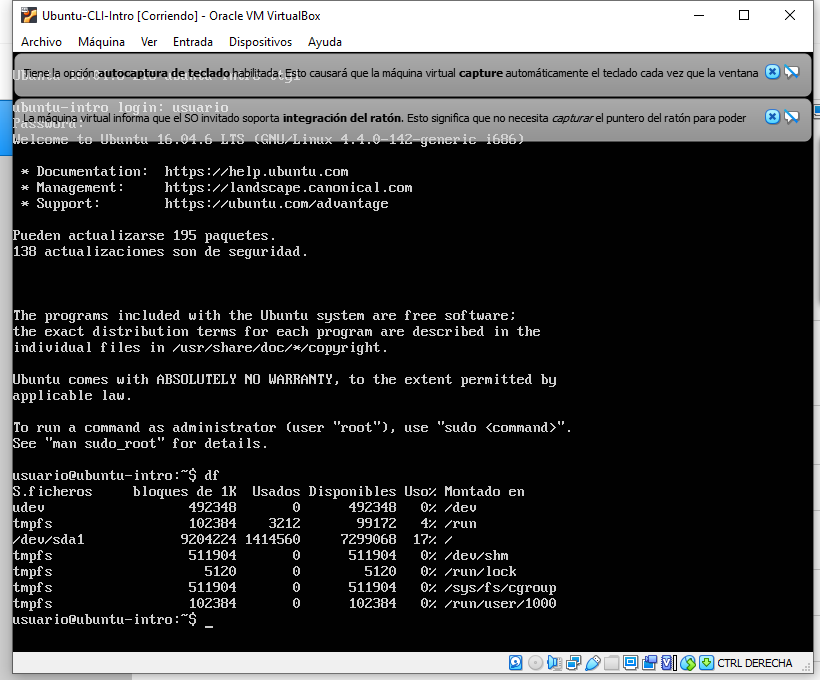 Ubuntu-CLI-Intro [Corriendo] - Oracle VM VirtualBox
Archivo Máquina Ver Entrada Dispositivos Ayuda
Tiene la opción autocaptura de teclado habilitada. Esto causará que la máquina virtual capture automáticamente el teclado cada vez que la ventana
ubuntu-intro login: usuario
La máquina virtual informa que el SO invitado soporta integración del ratón. Esto significa que no necesita capturar el puntero del ratón para poder
Password:
Welcome to Ubuntu 16.04.6 LTS (GNU/Linux 4.4.0-142-generic i686)
* Documentation: https://help.ubuntu.com
* Management: https://landscape.canonical.com
* Support: https://ubuntu.com/advantage
Pueden actualizarse 195 paquetes.
138 actualizaciones son de seguridad.
The programs included with the Ubuntu system are free software;
the exact distribution terms for each program are described in the
individual files in /usr/share/doc/*/copyright.
Ubuntu comes with ABSOLUTELY NO WARRANTY, to the extent permitted by
applicable law.
To run a command as administrator (user "root"), use "sudo <command>".
See "man sudo_root" for details.
usuario@ubuntu-intro:~$ df
S.ficheros bloques de 1K Usados Disponibles Uso% Montado en
udev 492348 0 492348 0% /dev
tmpfs 102384 3212 99172 4% /run
/dev/sda1 9204224 1414560 7299068 17% /
tmpfs 511904 0 511904 0% /dev/shm
tmpfs 5120 0 5120 0% /run/lock
tmpfs 511904 0 511904 0% /sys/fs/cgroup
tmpfs 102384 0 102384 0% /run/user/1000
usuario@ubuntu-intro:~$ _
CTRL DERECHA